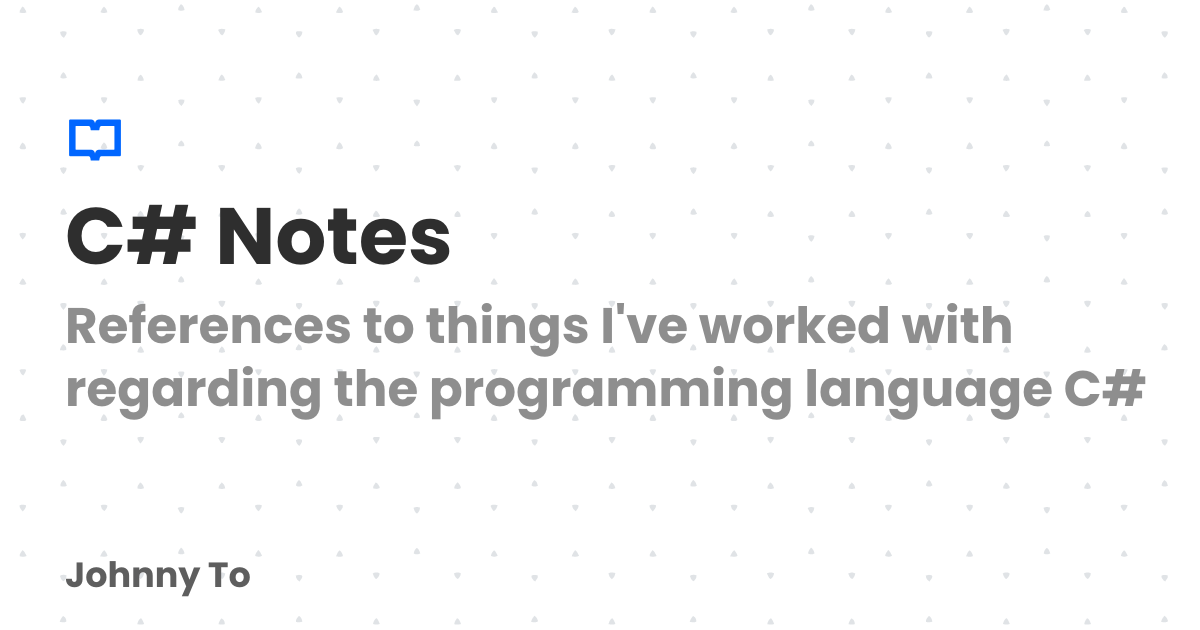 C# Notes
References to things I've worked with
regarding the programming language C#
Johnny To